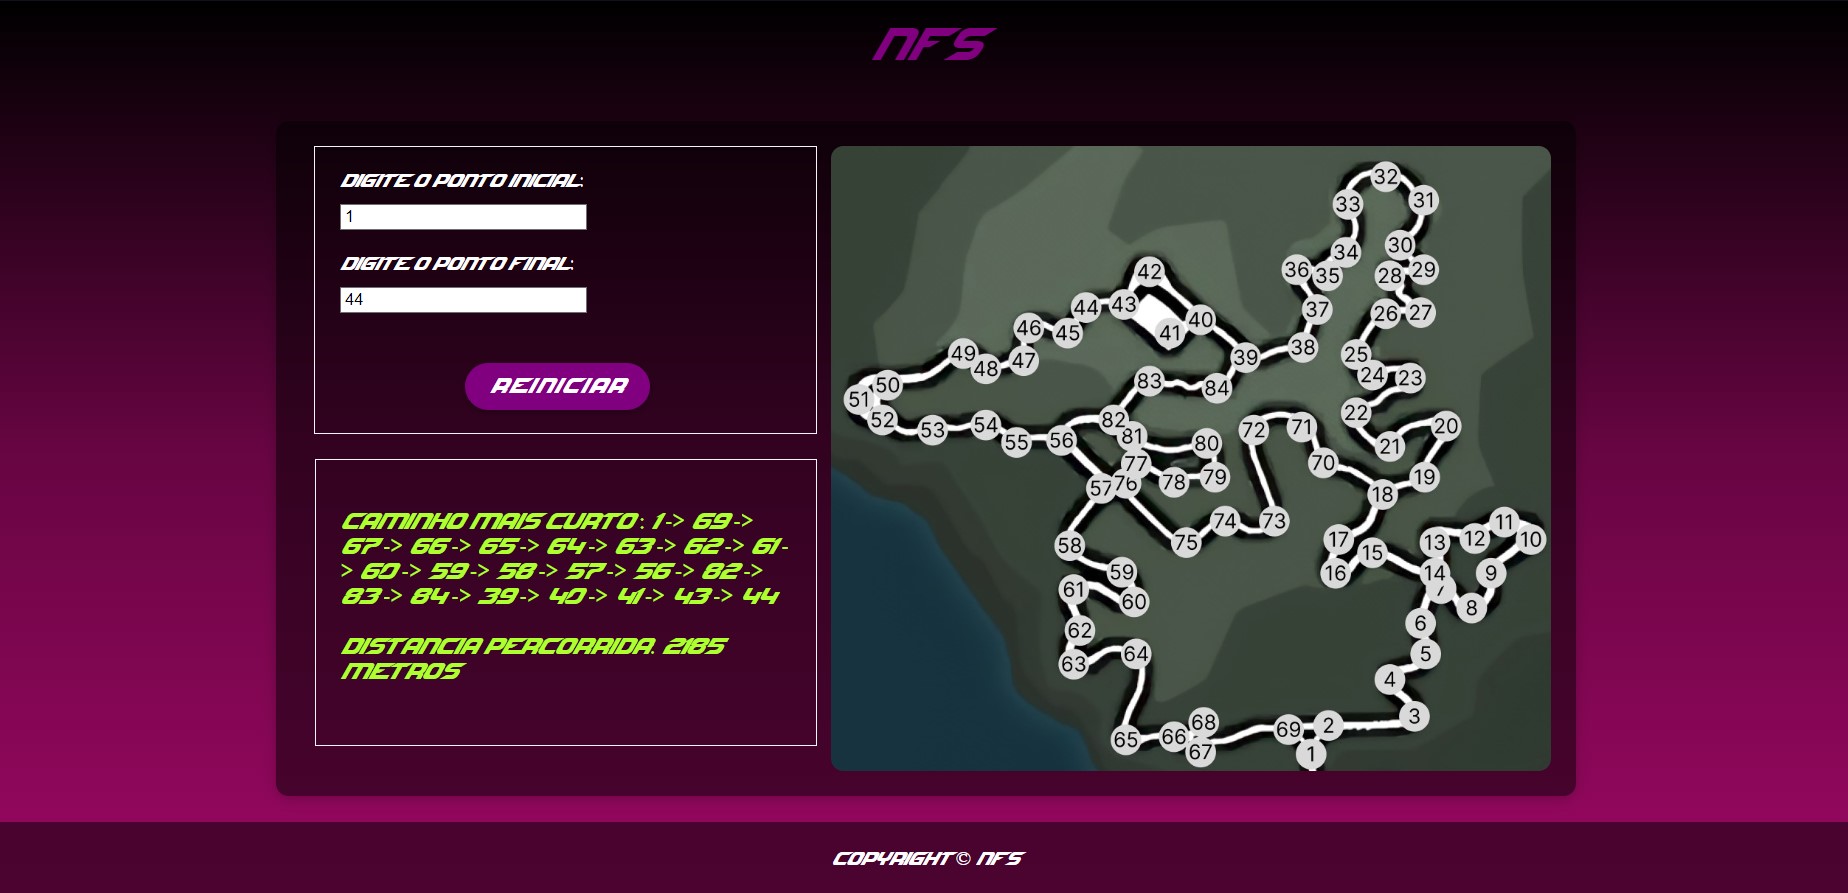 NFS
DIGITE O PONTO INICIAL:
1
DIGITE O PONTO FINAL:
44
REINICIAR
CAMINHO MAIS CURTO: 1-> 69->
67-> 66-> 65-> 64-> 63-> 62-> 61-
> 60-> 59-> 58-> 57-> 56-> 82->
83-> 84-> 39-> 40-> 41-> 43-> 44
DISTANCIA PERCORRIDA: 2185
METROS
32
33 31
34 30
36 35 28 29
42
44 43 37
46 45 41 40 26 27
49 48 47 39 38 25
50 83 84 24 23
51
52 53 54 82 22 20
55 56 81 80 72 71 21
77 70
57 76 78 79 18 19
58 75 74 73 17 13 12 11 10
59 16 15 14 9
61 60 7 8
62 6
63 64 5
4
65 66 68 69 2 3
67 1
COPYRIGHT© NFS